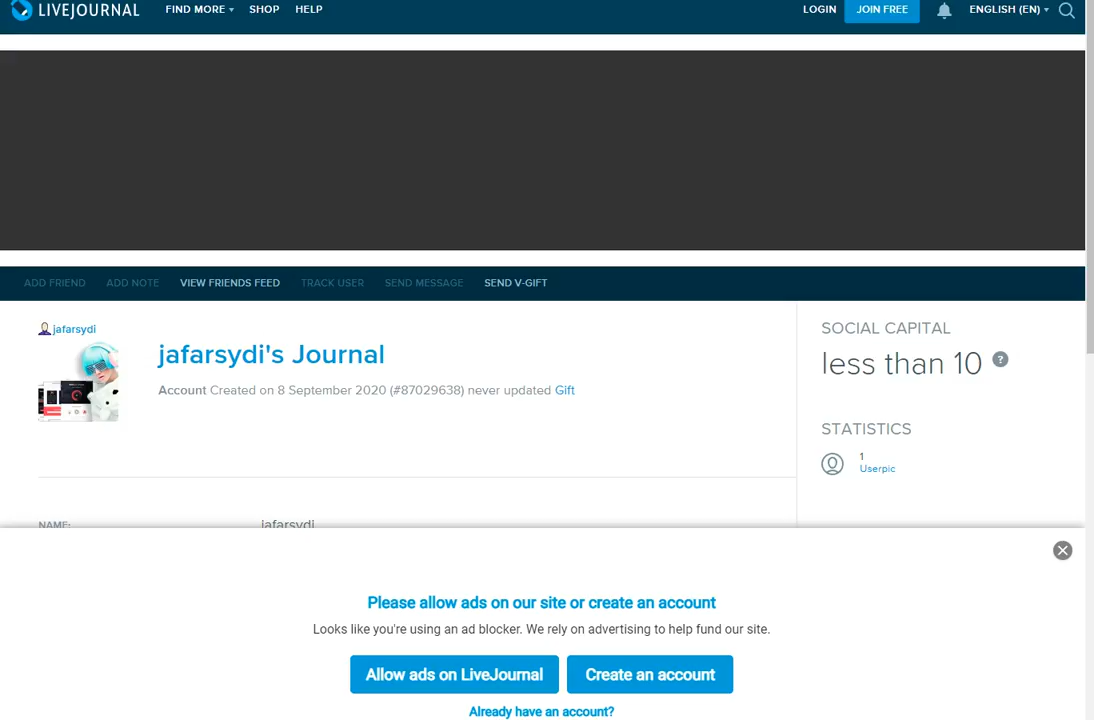 LIVEJOURNAL FIND MORE SHOP HELP LOGIN JOIN FREE ENGLISH (EN)
ADD FRIEND ADD NOTE VIEW FRIENDS FEED TRACK USER SEND MESSAGE SEND V-GIFT
jafarsydi
jafarsydi's Journal
Account Created on 8 September 2020 (#87029638) never updated Gift
SOCIAL CAPITAL
less than 10 ?
STATISTICS
1
Userpic
NAME: jafarsydi
Please allow ads on our site or create an account
Looks like you're using an ad blocker. We rely on advertising to help fund our site.
Allow ads on LiveJournal Create an account
Already have an account?